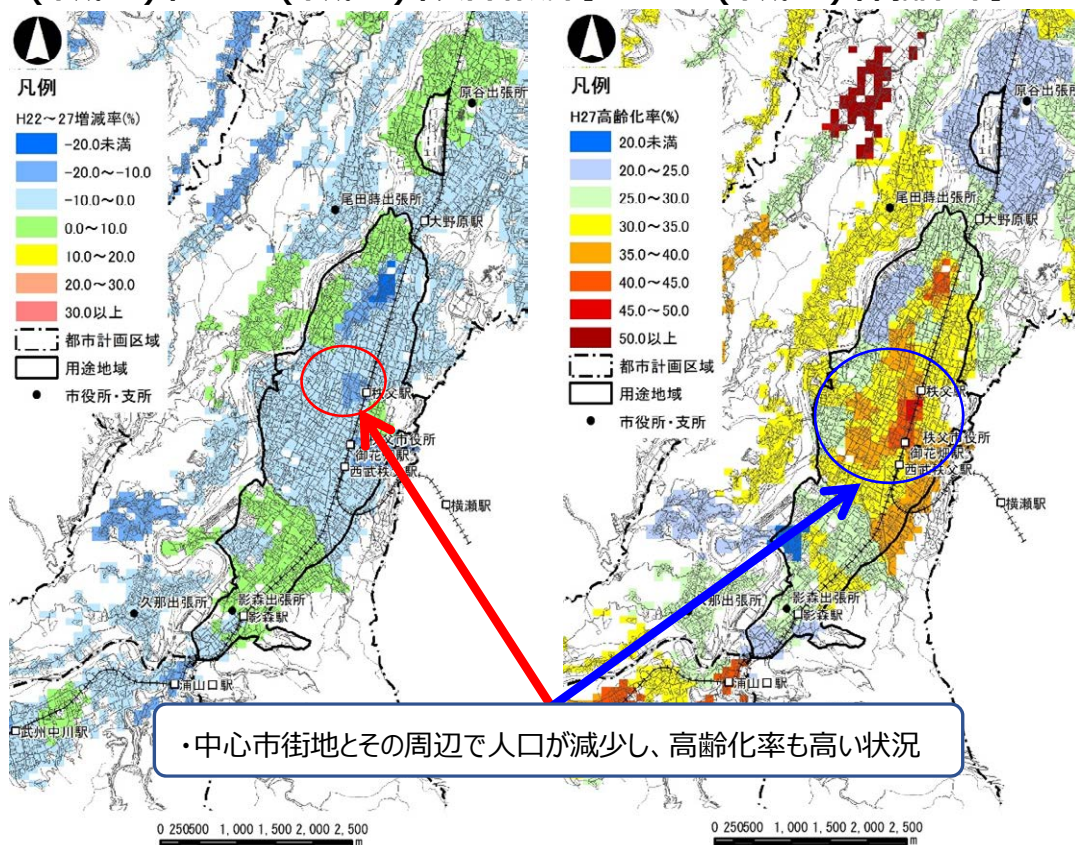 凡例
H22～27増減率(%)
-20.0未満
-20.0～-10.0
-10.0～0.0
0.0～10.0
10.0～20.0
20.0～30.0
30.0以上
都市計画区域
用途地域
市役所・支所
原谷出張所
尾田蒔出張所
大野原駅
秩父駅
秩父市役所
御花畑駅
西武秩父駅
横瀬駅
久那出張所
影森出張所
影森駅
浦山口駅
武州中川駅
0 250500 1,000 1,500 2,000 2,500
m
凡例
H27高齢化率(%)
20.0未満
20.0～25.0
25.0～30.0
30.0～35.0
35.0～40.0
40.0～45.0
45.0～50.0
50.0以上
都市計画区域
用途地域
市役所・支所
原谷出張所
尾田蒔出張所
大野原駅
秩父駅
秩父市役所
御花畑駅
西武秩父駅
横瀬駅
久那出張所
影森出張所
影森駅
浦山口駅
0 250500 1,000 1,500 2,000 2,500
m
・中心市街地とその周辺で人口が減少し、高齢化率も高い状況